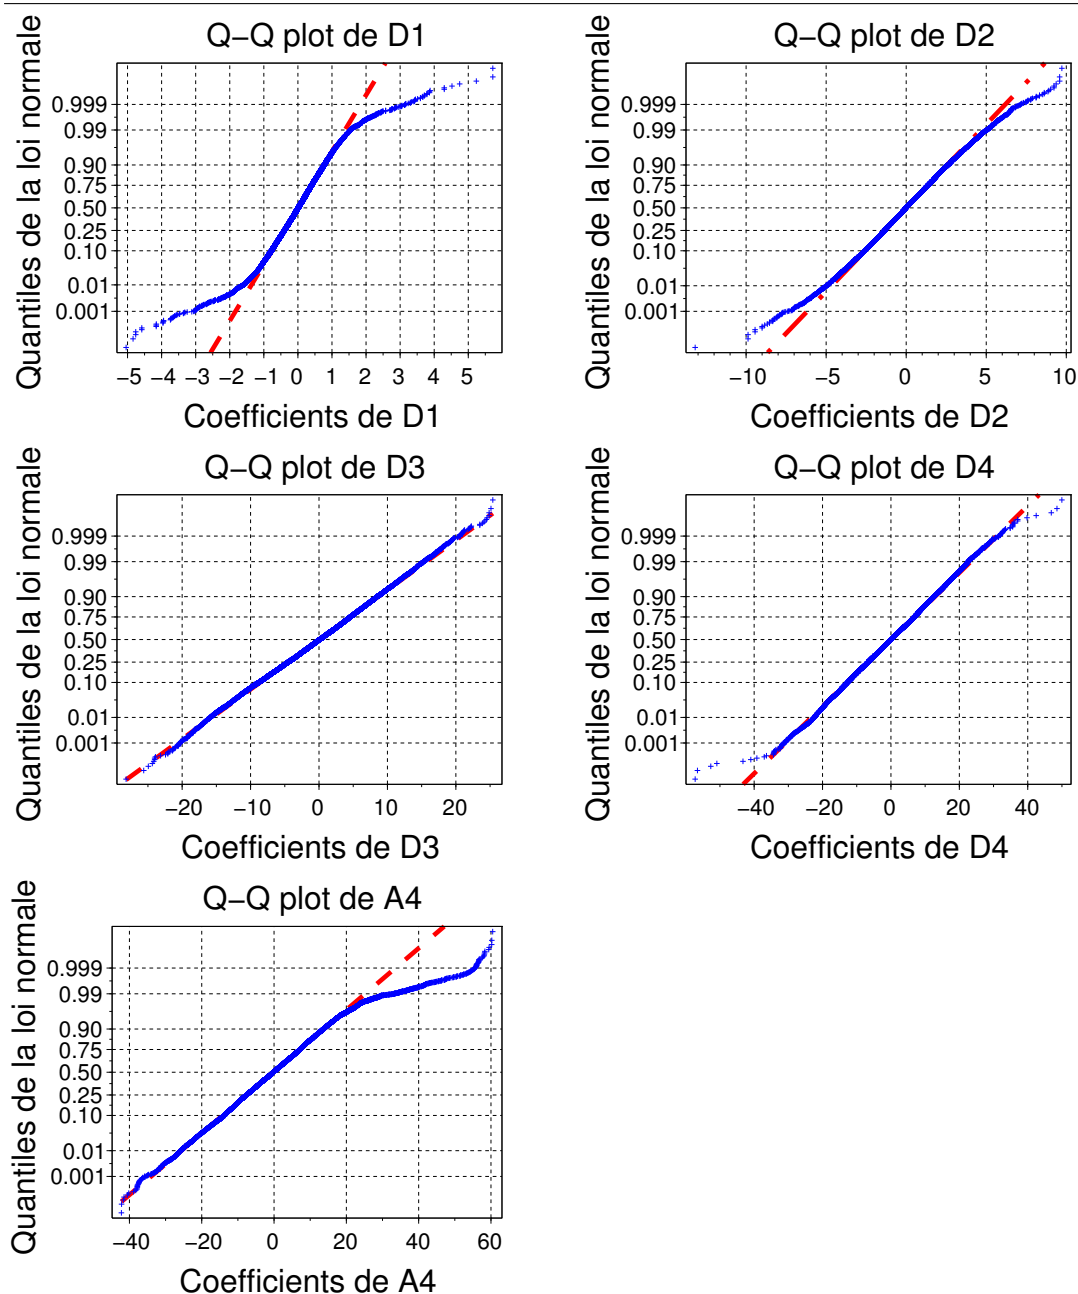 Q–Q plot de D1
Quantiles de la loi normale
0.999
0.99
0.90
0.75
0.50
0.25
0.10
0.01
0.001
−5 −4 −3 −2 −1 0 1 2 3 4 5
Coefficients de D1
Q–Q plot de D2
Quantiles de la loi normale
0.999
0.99
0.90
0.75
0.50
0.25
0.10
0.01
0.001
−10 −5 0 5 10
Coefficients de D2
Q–Q plot de D3
Quantiles de la loi normale
0.999
0.99
0.90
0.75
0.50
0.25
0.10
0.01
0.001
−20 −10 0 10 20
Coefficients de D3
Q–Q plot de D4
Quantiles de la loi normale
0.999
0.99
0.90
0.75
0.50
0.25
0.10
0.01
0.001
−40 −20 0 20 40
Coefficients de D4
Q–Q plot de A4
Quantiles de la loi normale
0.999
0.99
0.90
0.75
0.50
0.25
0.10
0.01
0.001
−40 −20 0 20 40 60
Coefficients de A4